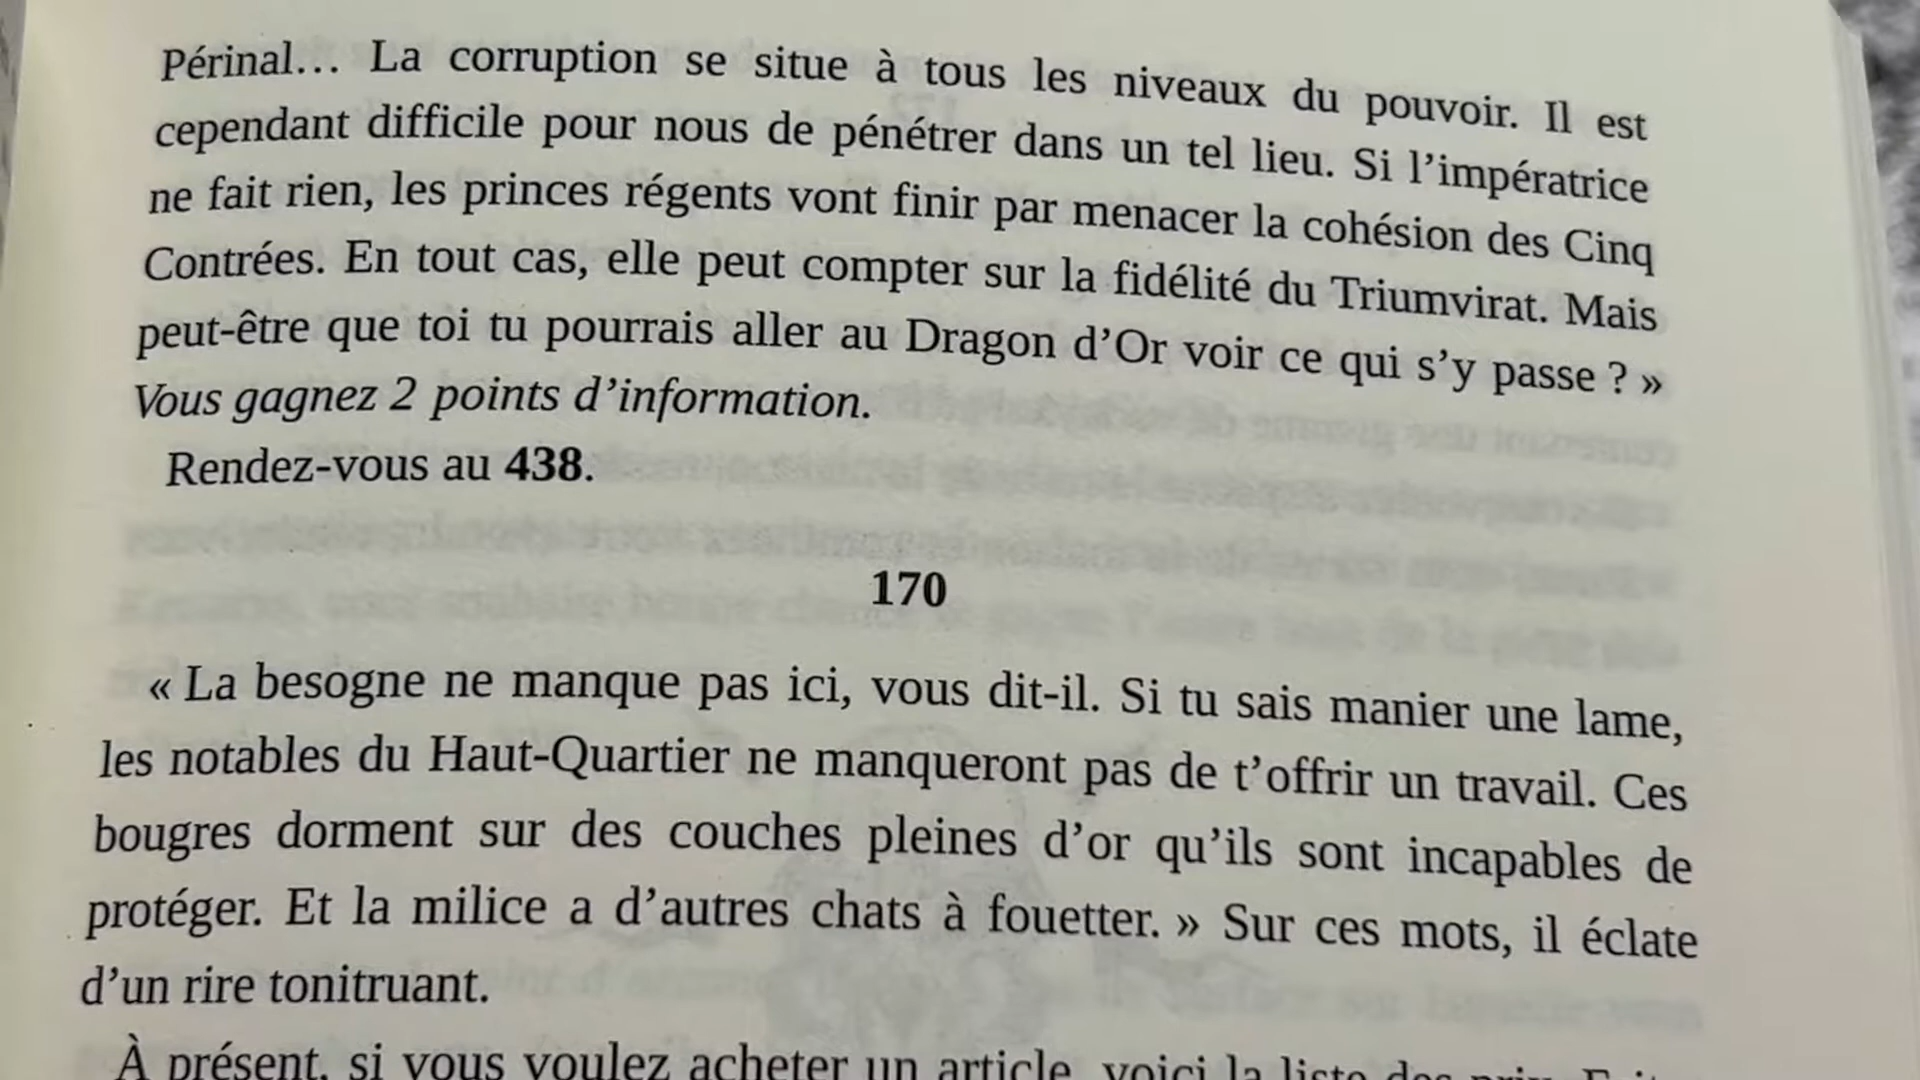 Périnal… La corruption se situe à tous les niveaux du pouvoir. Il est
cependant difficile pour nous de pénétrer dans un tel lieu. Si l’impératrice
ne fait rien, les princes régents vont finir par menacer la cohésion des Cinq
Contrées. En tout cas, elle peut compter sur la fidélité du Triumvirat. Mais
peut-être que toi tu pourrais aller au Dragon d’Or voir ce qui s’y passe ? »
Vous gagnez 2 points d’information.
Rendez-vous au 438.
170
« La besogne ne manque pas ici, vous dit-il. Si tu sais manier une lame,
les notables du Haut-Quartier ne manqueront pas de t’offrir un travail. Ces
bougres dorment sur des couches pleines d’or qu’ils sont incapables de
protéger. Et la milice a d’autres chats à fouetter. » Sur ces mots, il éclate
d’un rire tonitruant.
À présent, si vous voulez acheter un article, voici la liste des prix.